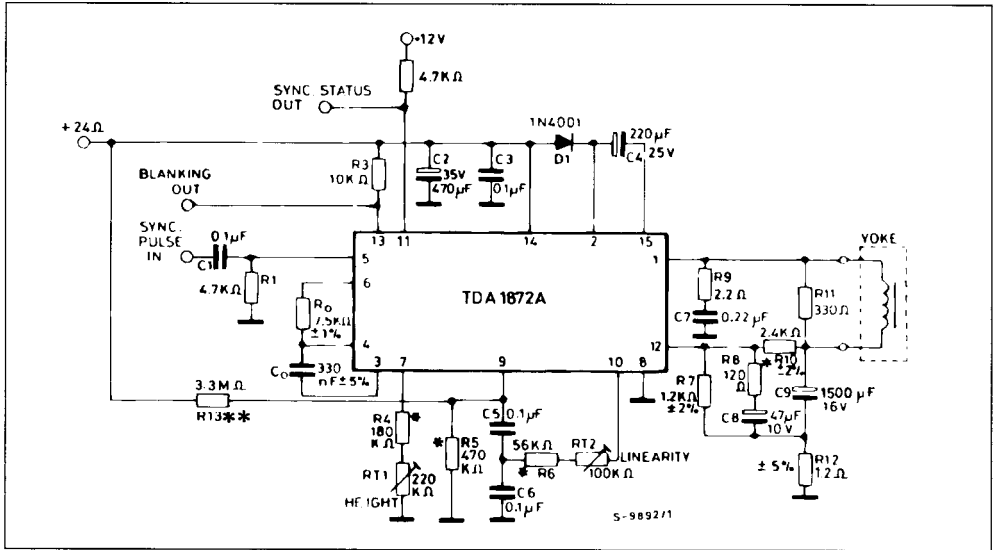 +12V
4.7KΩ
SYNC. STATUS
OUT
+24Ω
1N4001
D1
220µF
C4
25V
R3
10KΩ
C2
35V
470µF
C3
0.1µF
BLANKING
OUT
SYNC.
PULSE
IN
0.1µF
C1
4.7KΩ
R1
13
11
14
2
15
5
6
4
3
7
9
10
8
1
12
TDA1872A
Ro
7.5KΩ
±1%
Co
330
nF±5%
3.3MΩ
R13**
R4*
180
KΩ
RT1
220
KΩ
HEIGHT
*R5
470
KΩ
C5 0.1µF
56KΩ
*R6
RT2
100KΩ
LINEARITY
C6
0.1µF
YOKE
R9
2.2Ω
C7
0.22µF
R11
330Ω
2.4KΩ
R10
±2%
R7
1.2KΩ
±2%
R8*
120
Ω
C8
47µF
10V
C9
1500µF
16V
±5%
R12
1.2Ω
S-9892/1